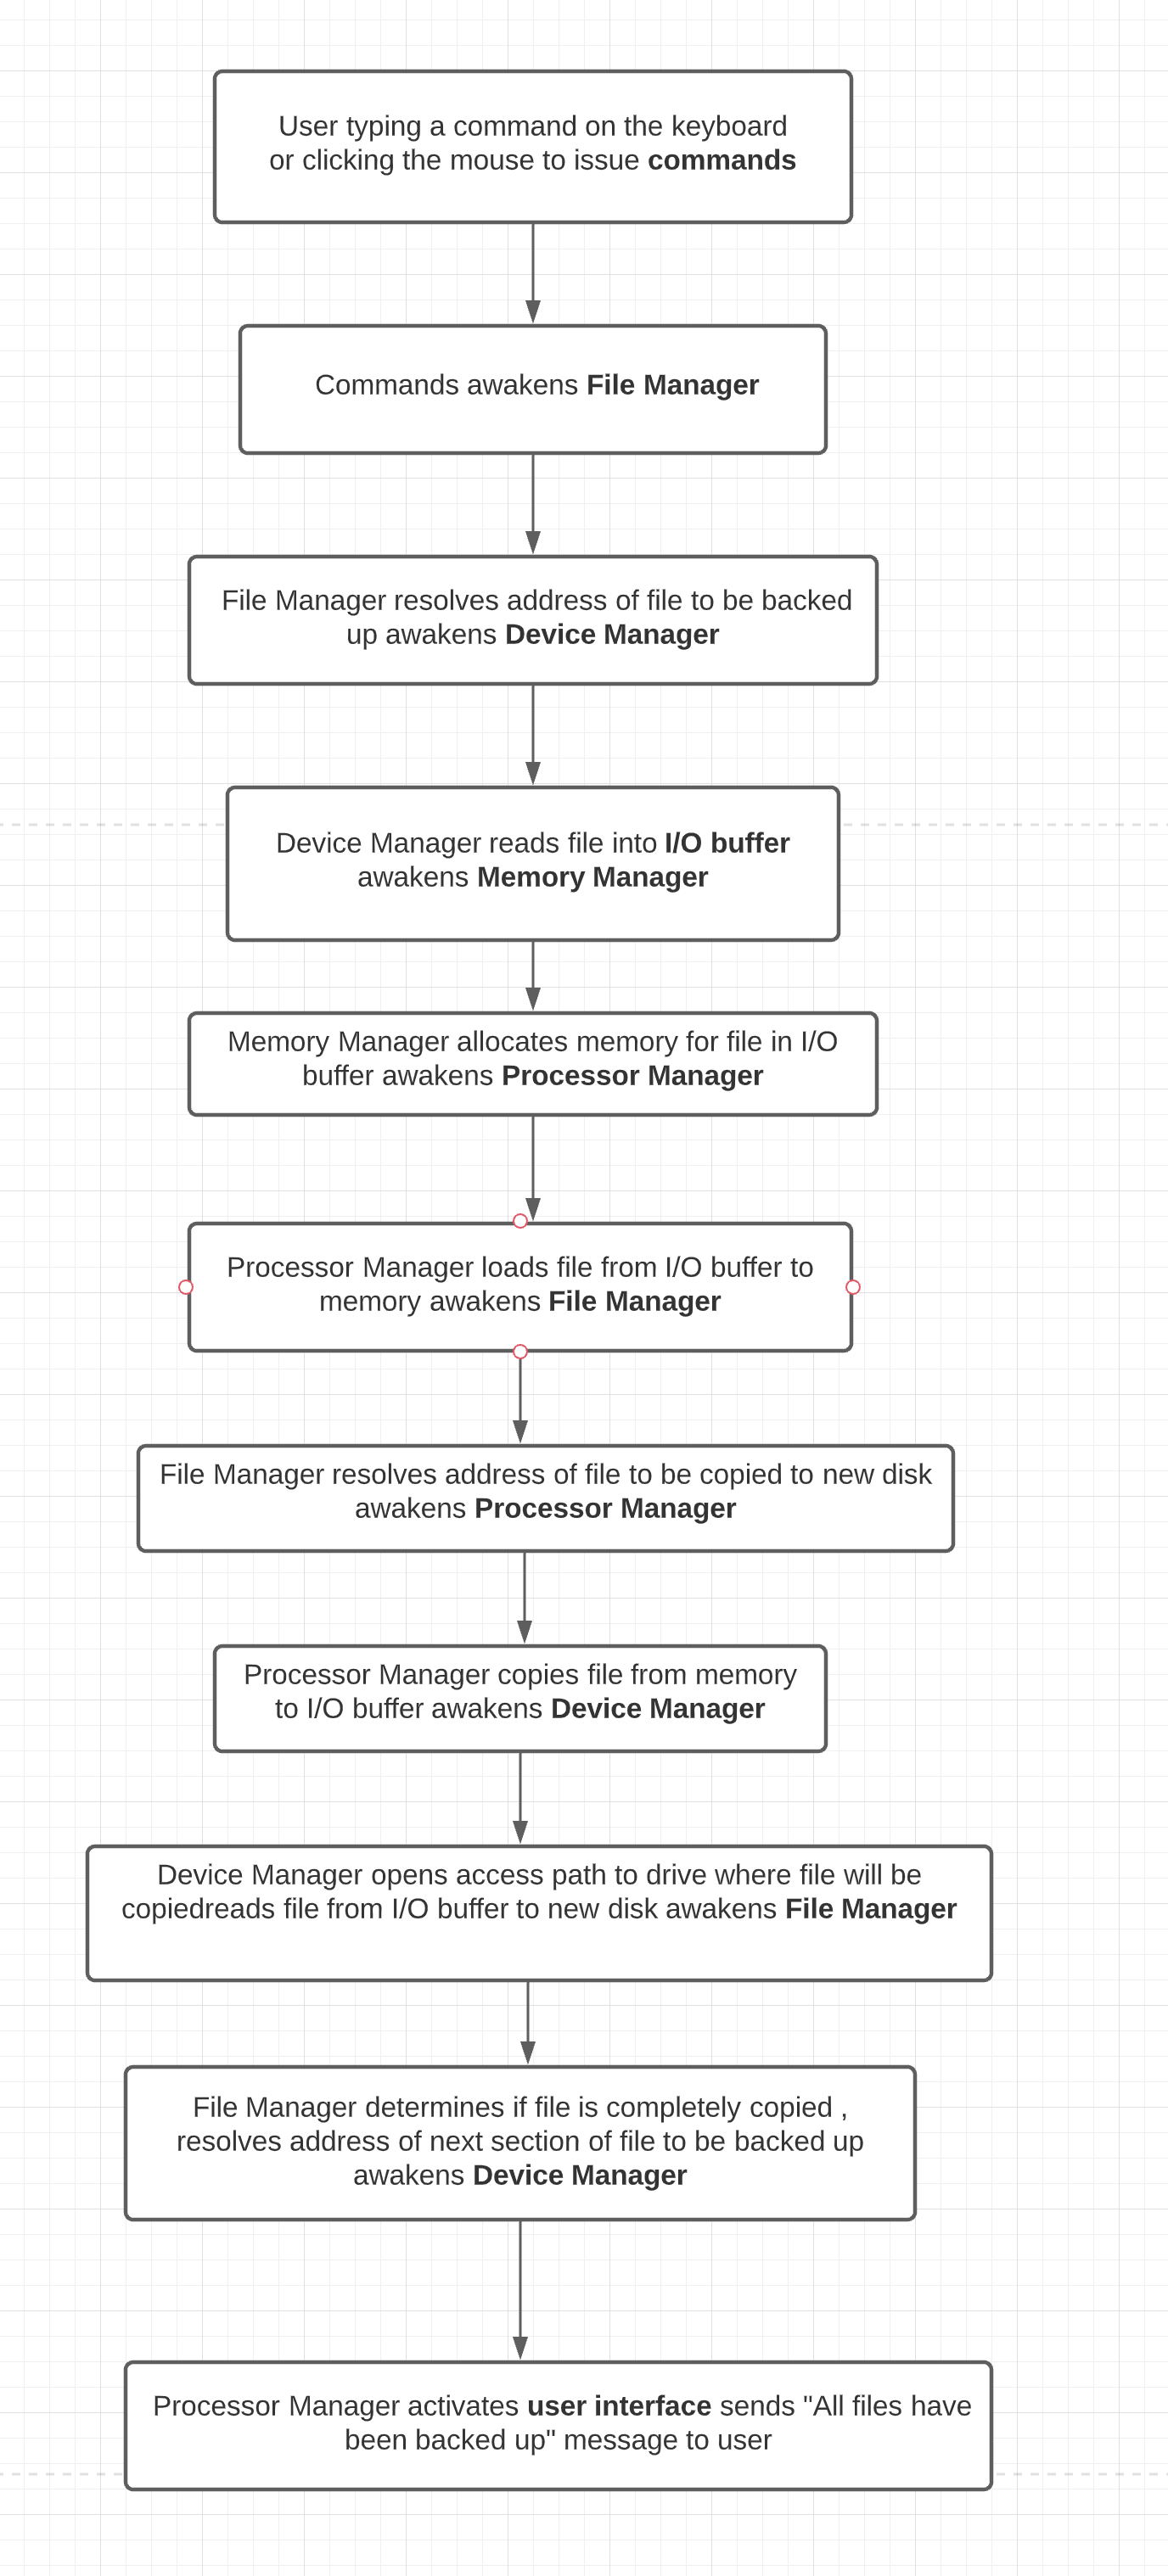 User typing a command on the keyboard
or clicking the mouse to issue commands
Commands awakens File Manager
File Manager resolves address of file to be backed
up awakens Device Manager
Device Manager reads file into I/O buffer
awakens Memory Manager
Memory Manager allocates memory for file in I/O
buffer awakens Processor Manager
Processor Manager loads file from I/O buffer to
memory awakens File Manager
File Manager resolves address of file to be copied to new disk
awakens Processor Manager
Processor Manager copies file from memory
to I/O buffer awakens Device Manager
Device Manager opens access path to drive where file will be
copiedreads file from I/O buffer to new disk awakens File Manager
File Manager determines if file is completely copied ,
resolves address of next section of file to be backed up
awakens Device Manager
Processor Manager activates user interface sends "All files have
been backed up" message to user